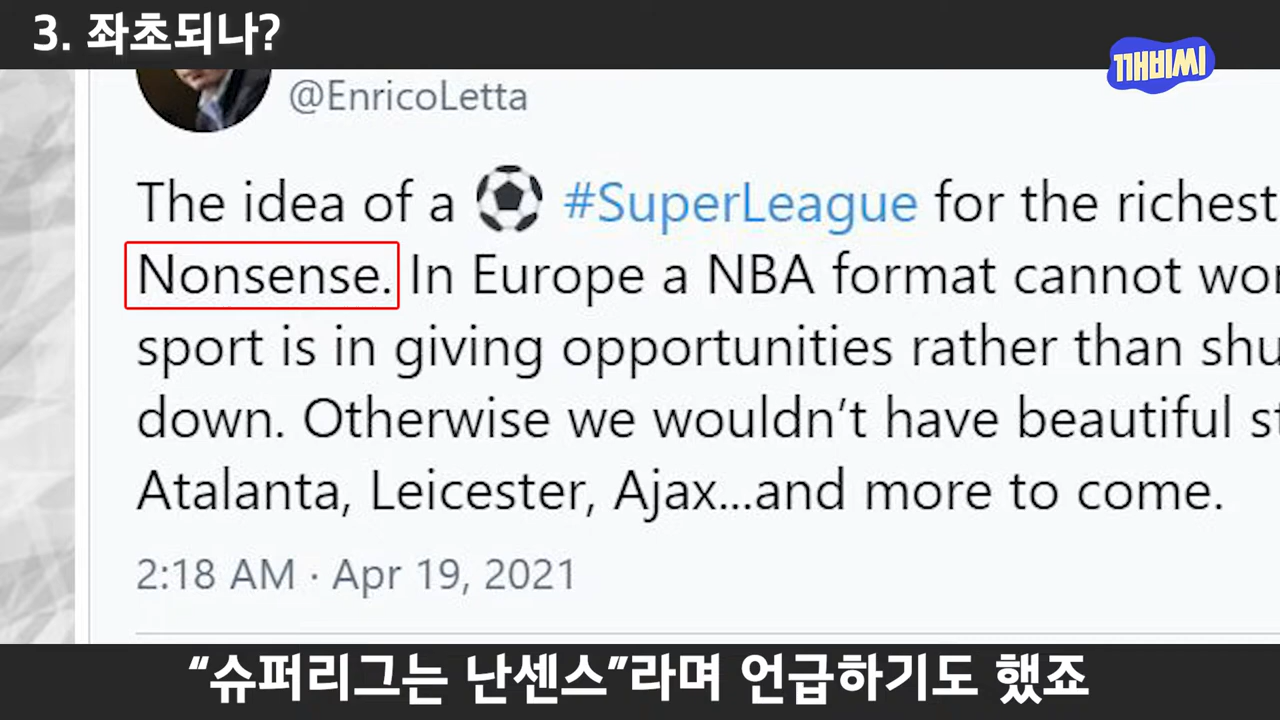 3. 좌초되나?
깨비씨
@EnricoLetta
The idea of a ⚽ #SuperLeague for the richest
Nonsense. In Europe a NBA format cannot wor
sport is in giving opportunities rather than shu
down. Otherwise we wouldn't have beautiful st
Atalanta, Leicester, Ajax...and more to come.
2:18 AM · Apr 19, 2021
“슈퍼리그는 난센스”라며 언급하기도 했죠